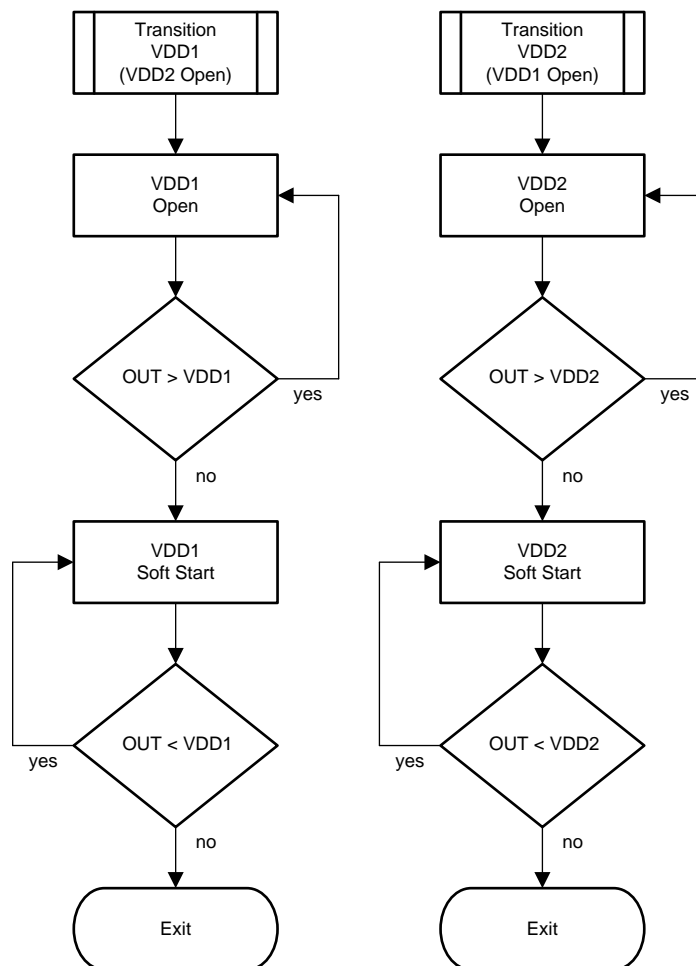 Transition
VDD1
(VDD2 Open)
VDD1
Open
OUT > VDD1
yes
no
VDD1
Soft Start
OUT < VDD1
yes
no
Exit
Transition
VDD2
(VDD1 Open)
VDD2
Open
OUT > VDD2
yes
no
VDD2
Soft Start
OUT < VDD2
yes
no
Exit